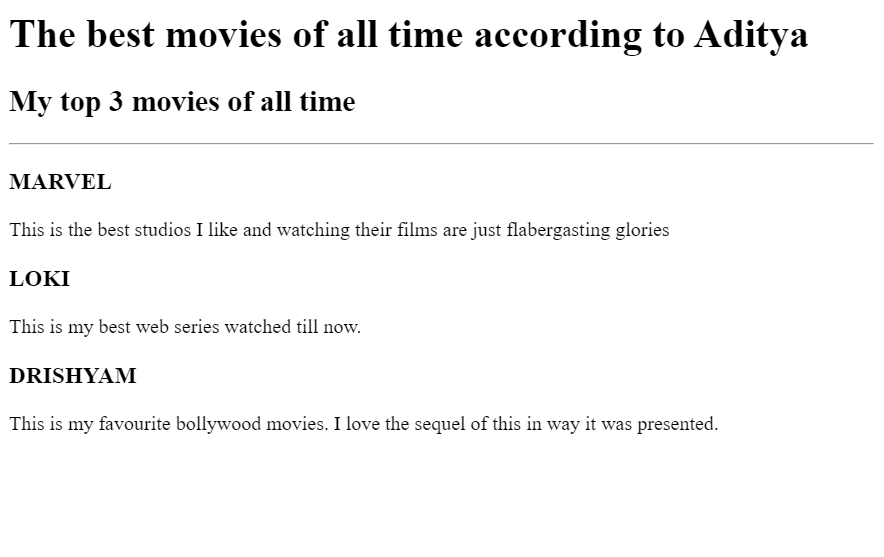 The best movies of all time according to Aditya
My top 3 movies of all time
MARVEL
This is the best studios I like and watching their films are just flabergasting glories
LOKI
This is my best web series watched till now.
DRISHYAM
This is my favourite bollywood movies. I love the sequel of this in way it was presented.